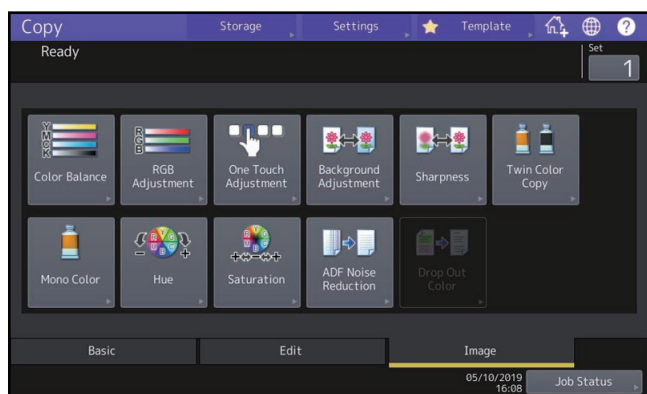 Copy
Storage
Settings
Template
?
Ready
Set
1
YMCK
Color Balance
RGB
RGB
Adjustment
One Touch
Adjustment
Background
Adjustment
Sharpness
Twin Color
Copy
Mono Color
Hue
Saturation
ADF Noise
Reduction
Drop Out
Color
Basic
Edit
Image
05/10/2019
16:08
Job Status